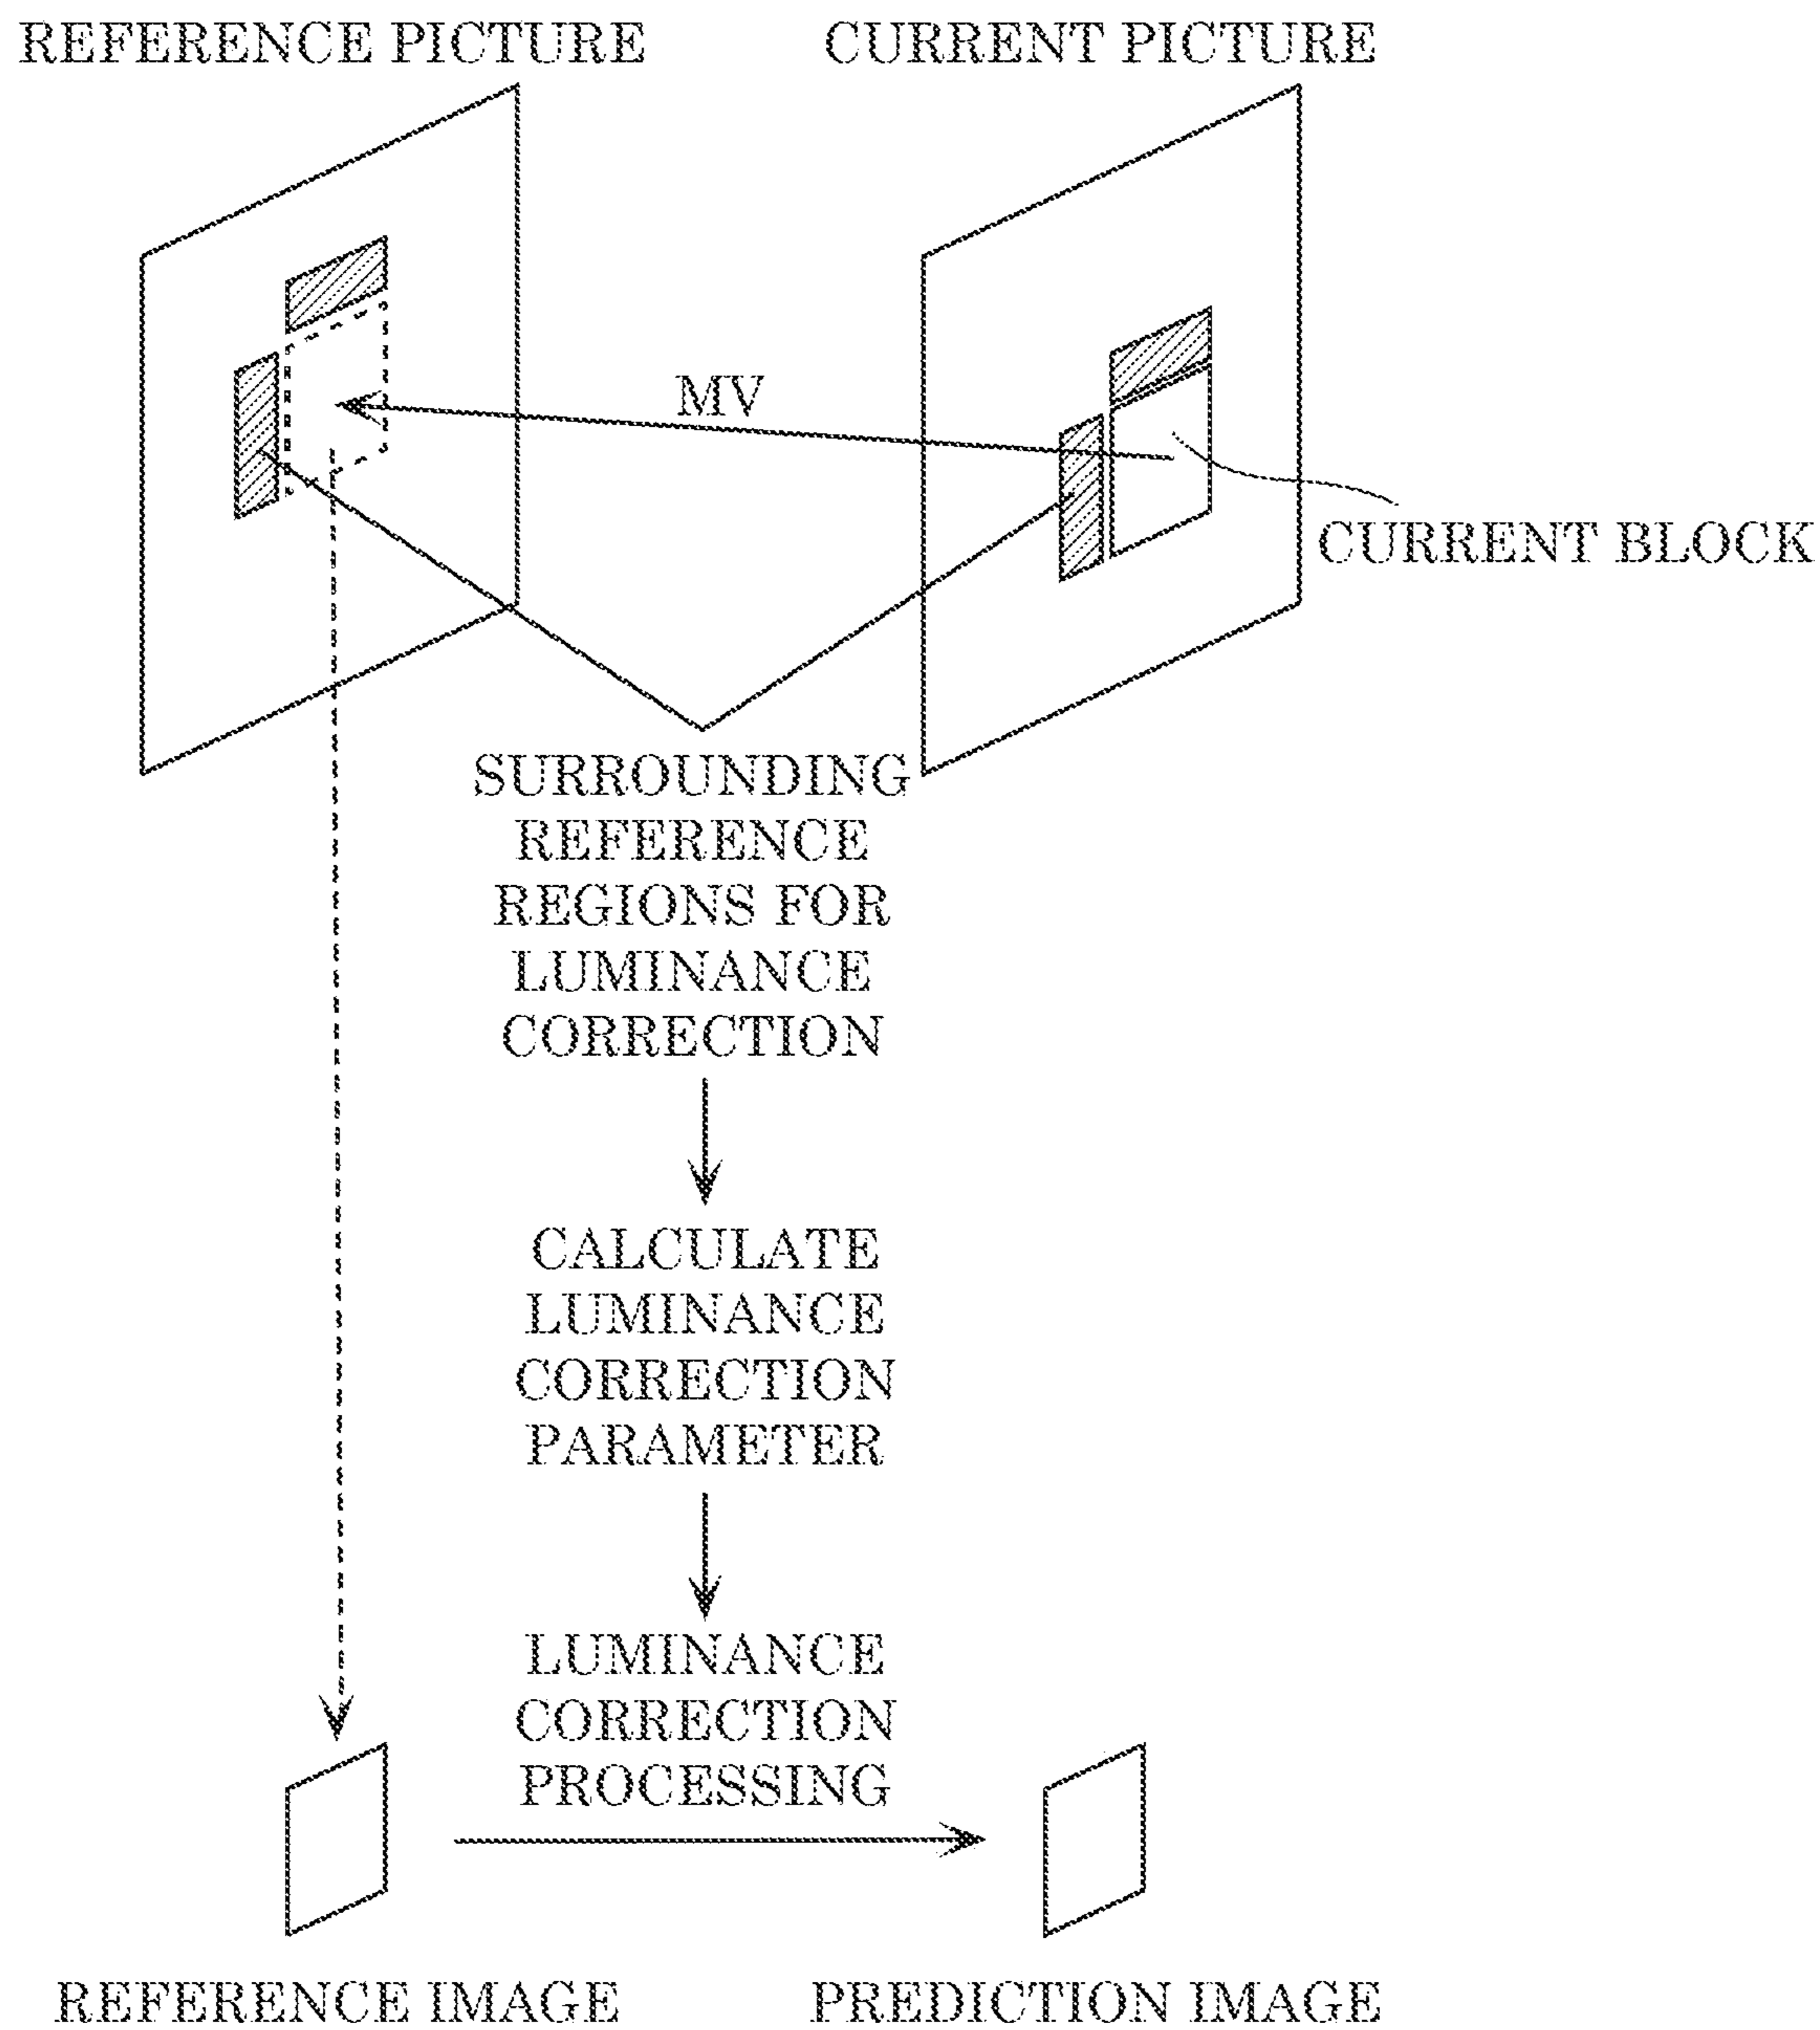 REFERENCE PICTURE
CURRENT PICTURE
MV
CURRENT BLOCK
SURROUNDING
REFERENCE
REGIONS FOR
LUMINANCE
CORRECTION
CALCULATE
LUMINANCE
CORRECTION
PARAMETER
LUMINANCE
CORRECTION
PROCESSING
REFERENCE IMAGE
PREDICTION IMAGE